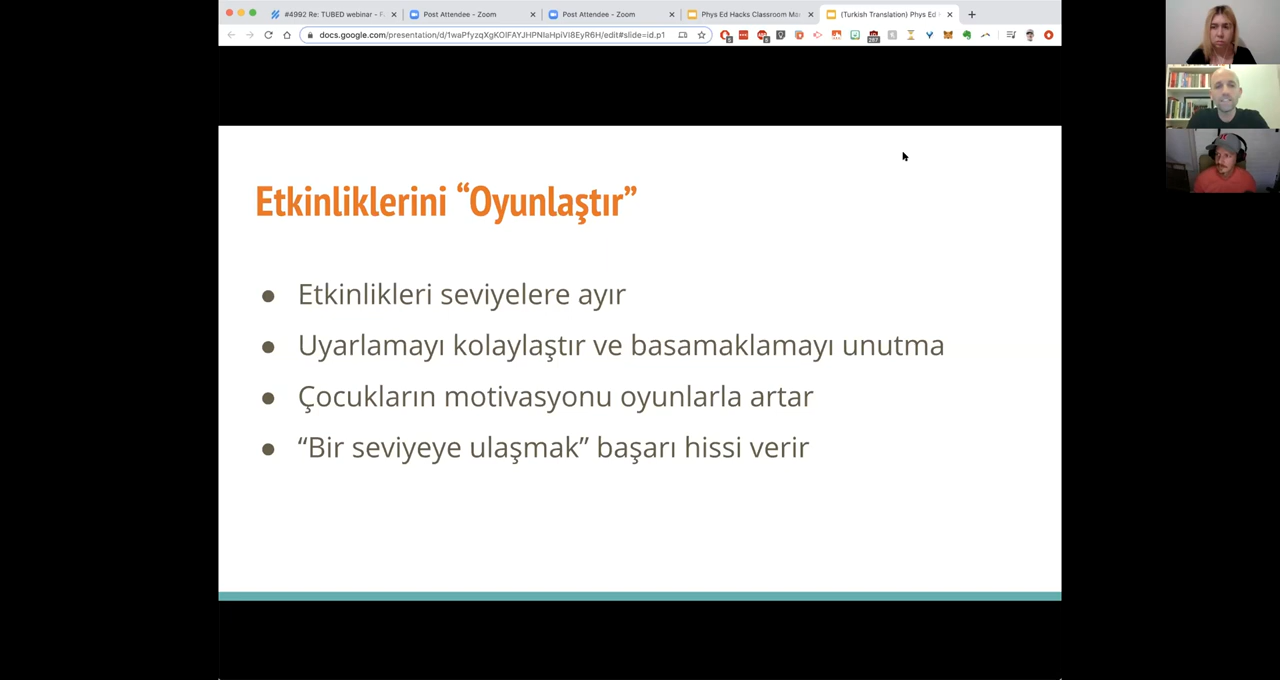 #4992 Re: TUBED webinar - F
Post Attendee - Zoom
Post Attendee - Zoom
Phys Ed Hacks Classroom Ma
(Turkish Translation) Phys Ed
docs.google.com/presentation/d/1waPfyzqXgKOlFAYJHPNlaHpiVl8EyR6H/edit#slide=id.p1
Etkinliklerini “Oyunlaştır”
● Etkinlikleri seviyelere ayır
● Uyarlamayı kolaylaştır ve basamaklamayı unutma
● Çocukların motivasyonu oyunlarla artar
● “Bir seviyeye ulaşmak” başarı hissi verir